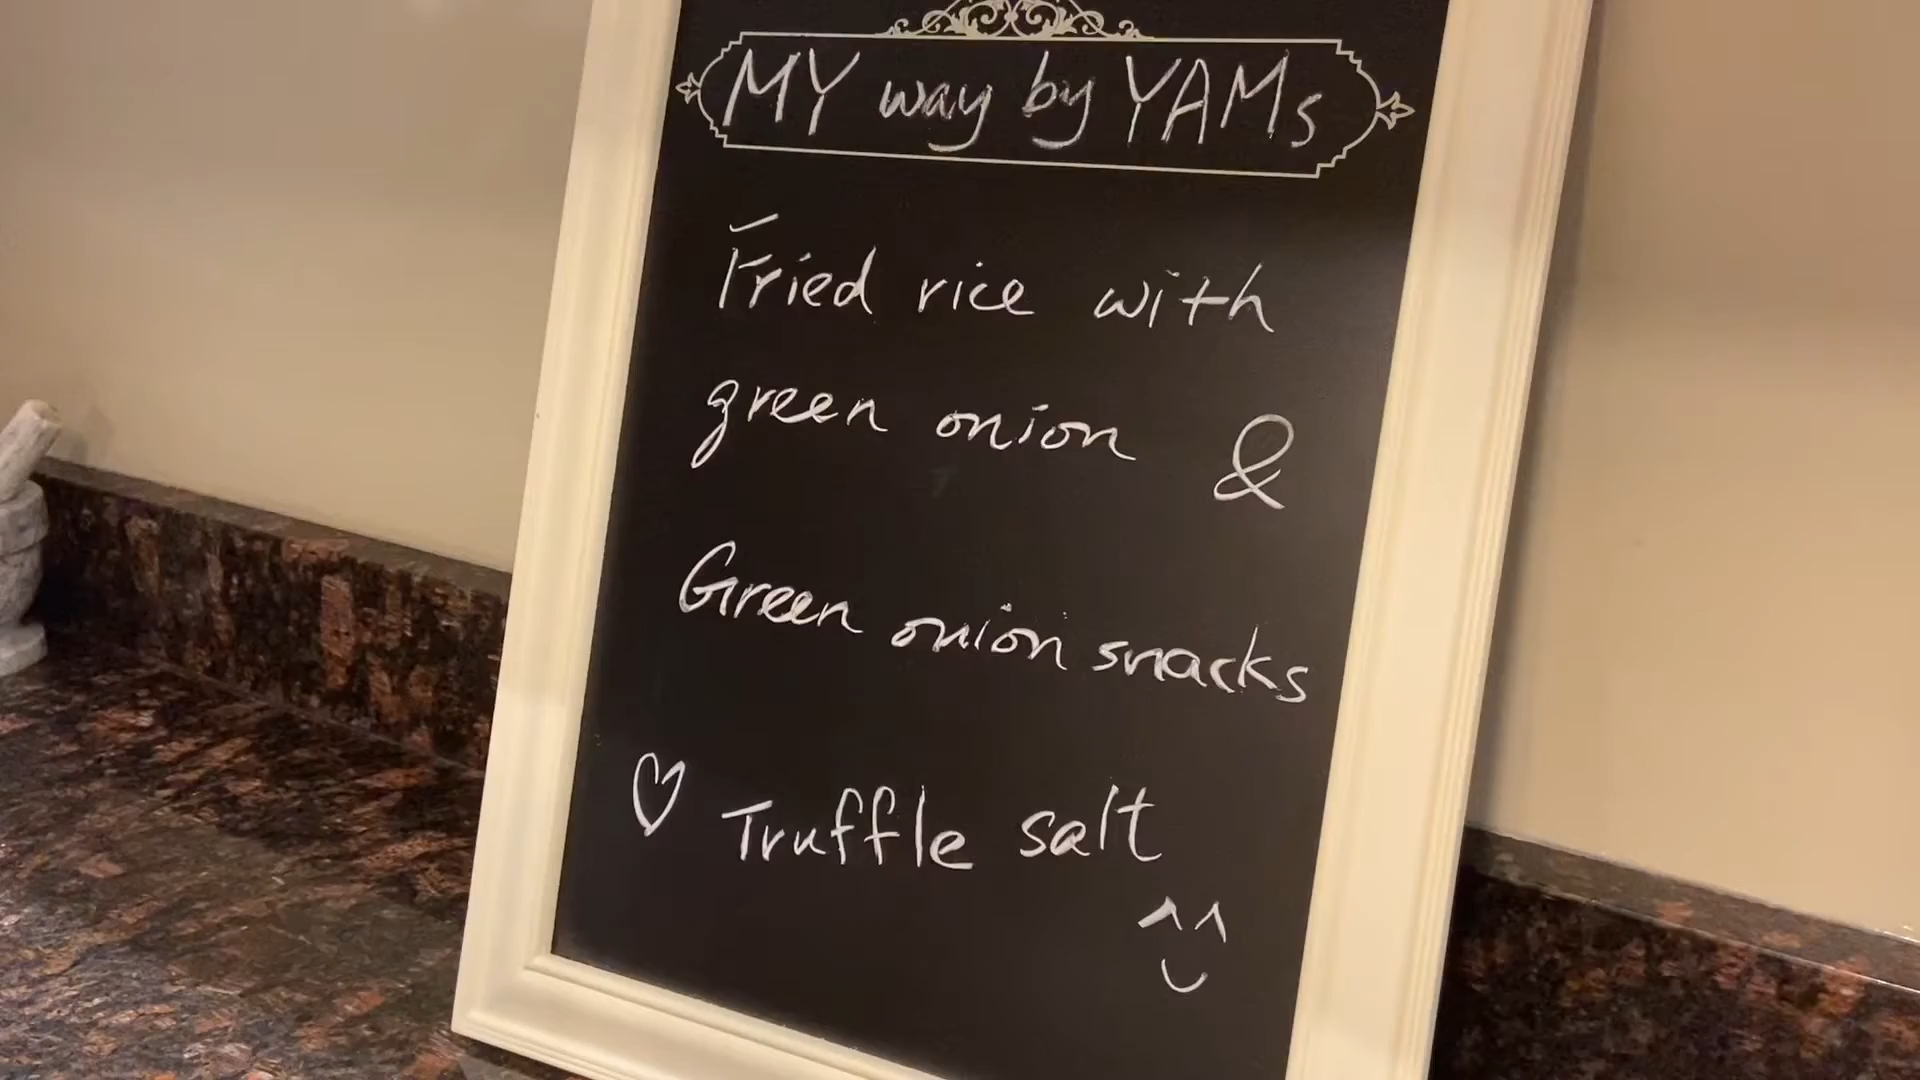 MY way by YAMs
Fried rice with
green onion &
Green onion snacks
♡ Truffle salt
^^